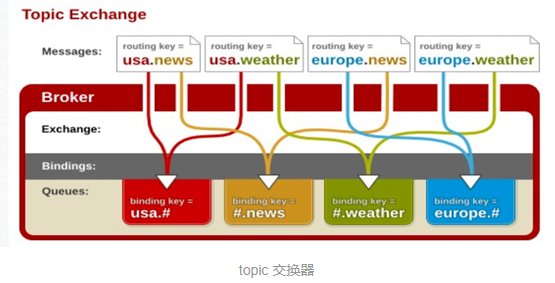 Topic Exchange
Messages:
routing key =
usa.news
routing key =
usa.weather
routing key =
europe.news
routing key =
europe.weather
Broker
Exchange:
Bindings:
Queues:
binding key =
usa.#
binding key =
#.news
binding key =
#.weather
binding key =
europe.#
topic 交换器